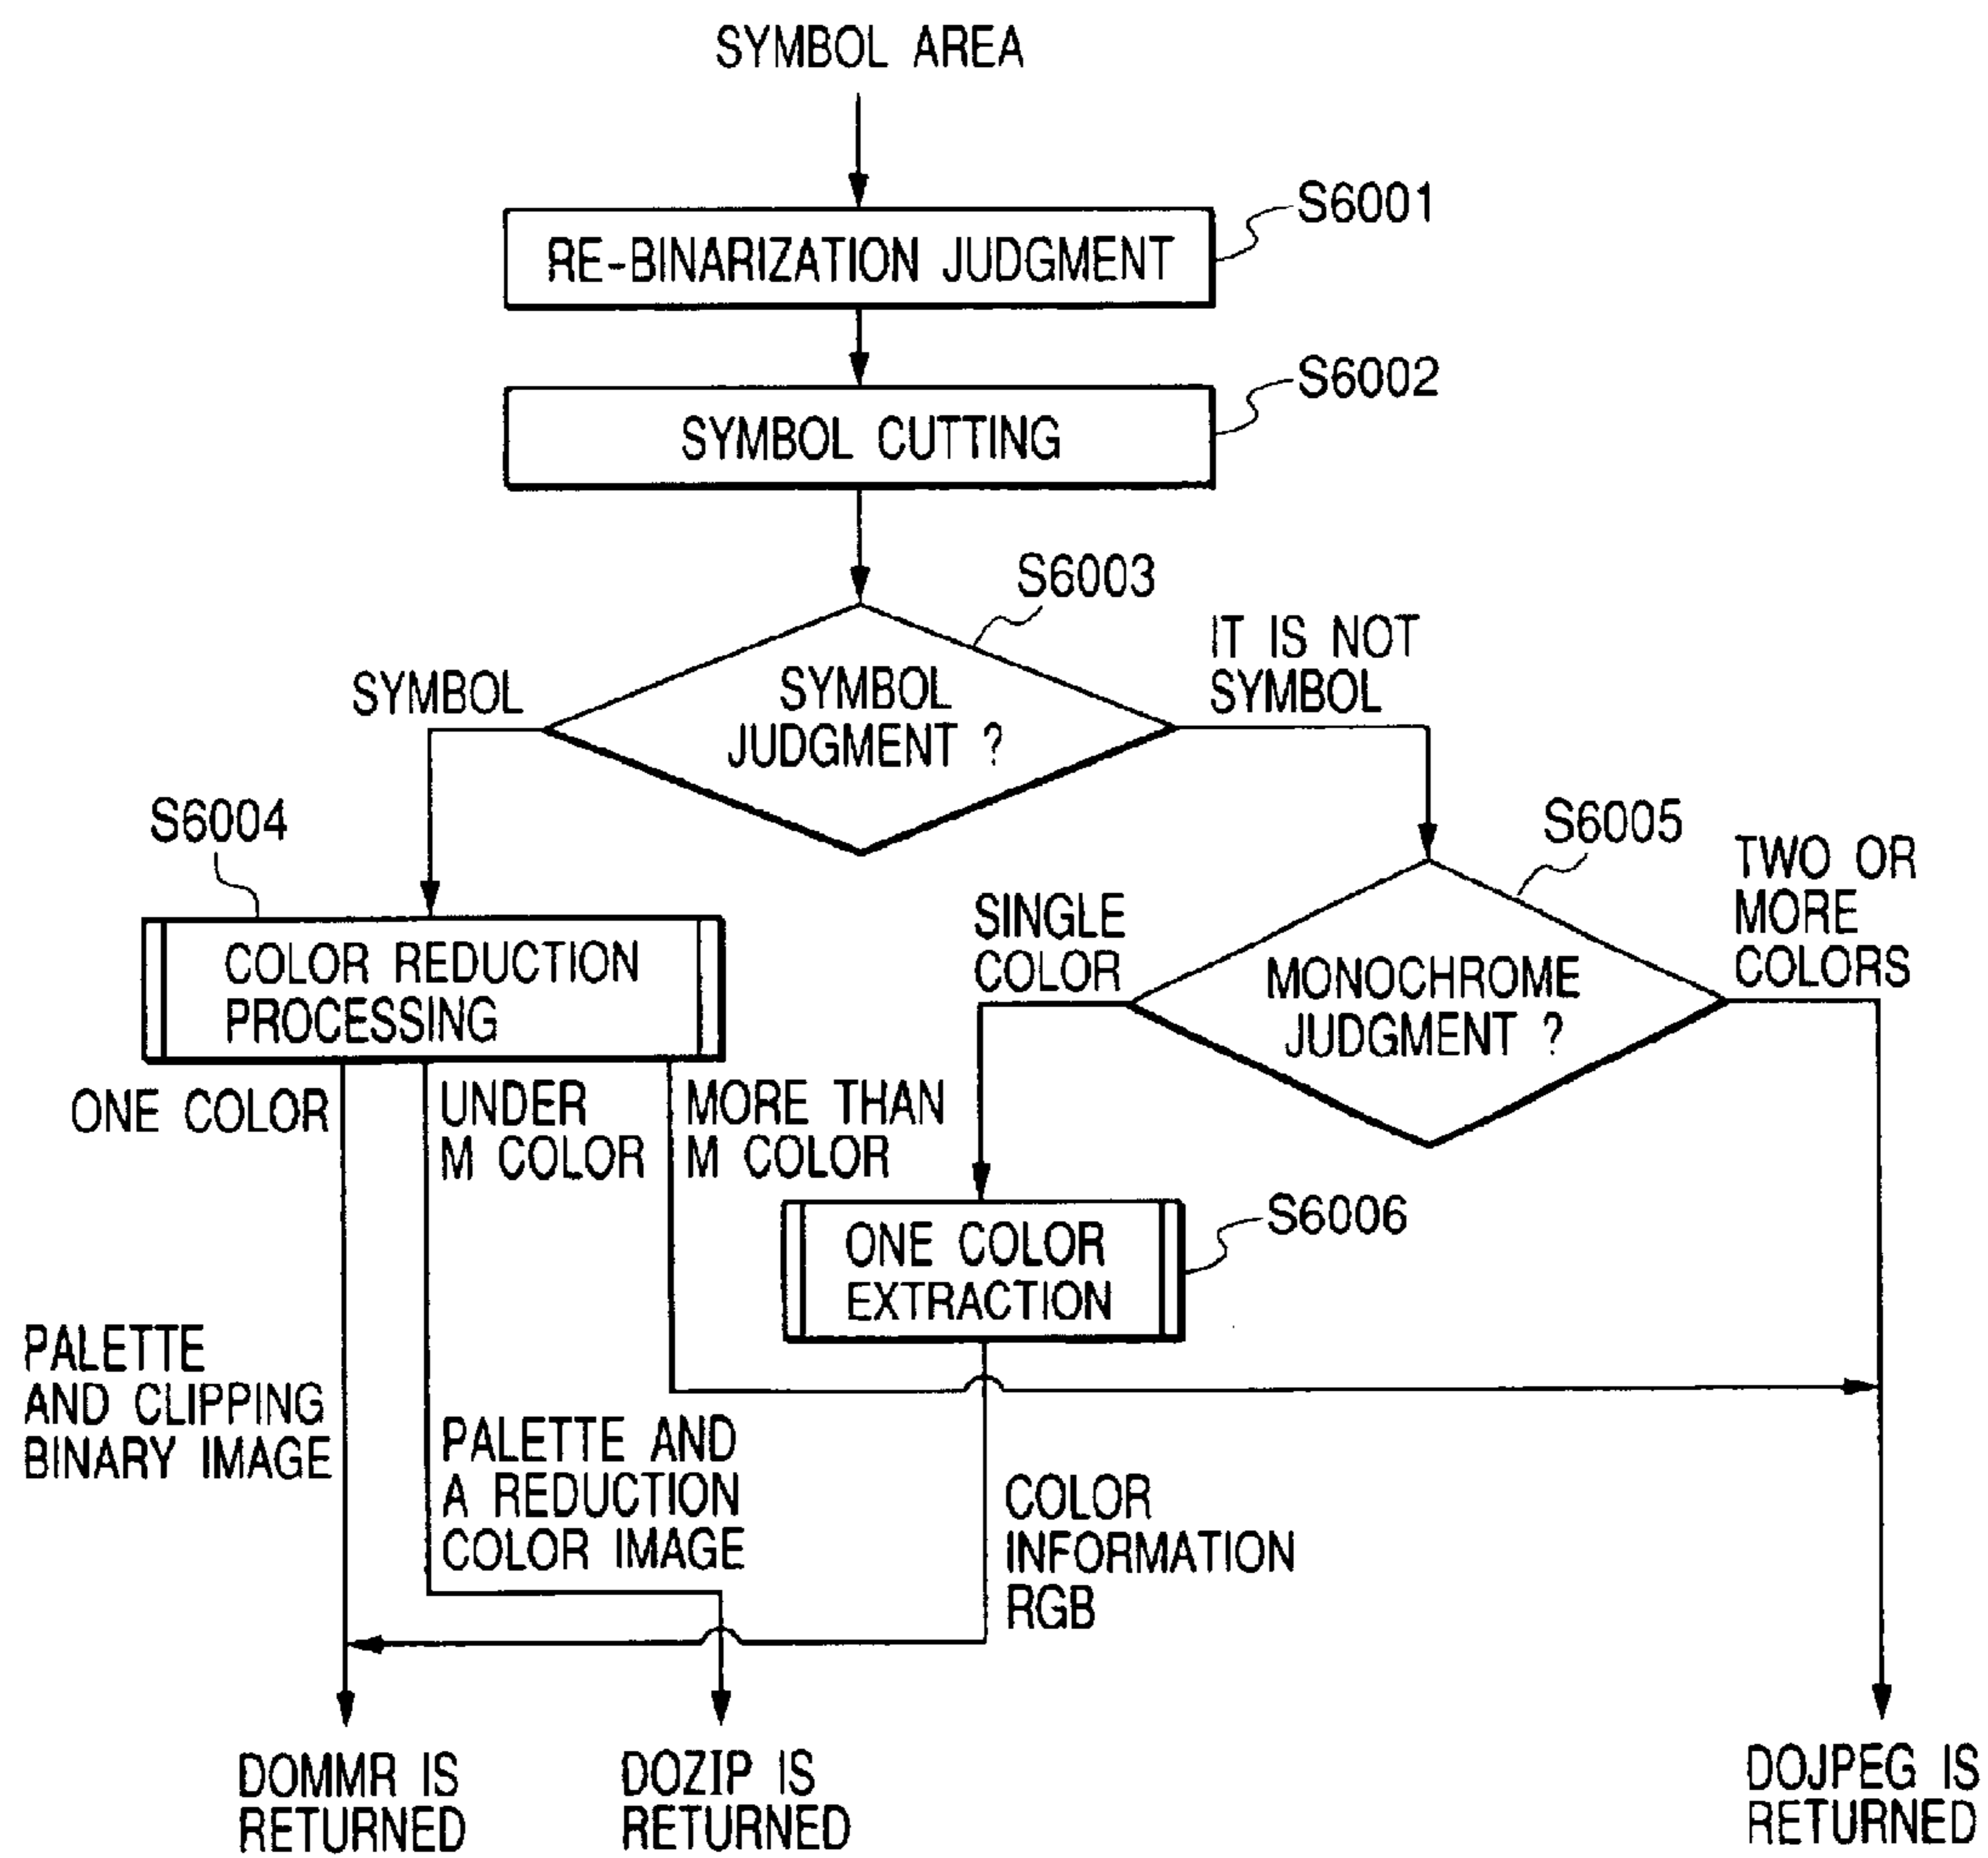 SYMBOL AREA
S6001
RE-BINARIZATION JUDGMENT
S6002
SYMBOL CUTTING
S6003
SYMBOL
JUDGMENT ?
SYMBOL
IT IS NOT
SYMBOL
S6004
COLOR REDUCTION
PROCESSING
S6005
MONOCHROME
JUDGMENT ?
SINGLE
COLOR
TWO OR
MORE
COLORS
ONE COLOR
UNDER
M COLOR
MORE THAN
M COLOR
S6006
ONE COLOR
EXTRACTION
PALETTE
AND CLIPPING
BINARY IMAGE
PALETTE AND
A REDUCTION
COLOR IMAGE
COLOR
INFORMATION
RGB
DOMMR IS
RETURNED
DOZIP IS
RETURNED
DOJPEG IS
RETURNED